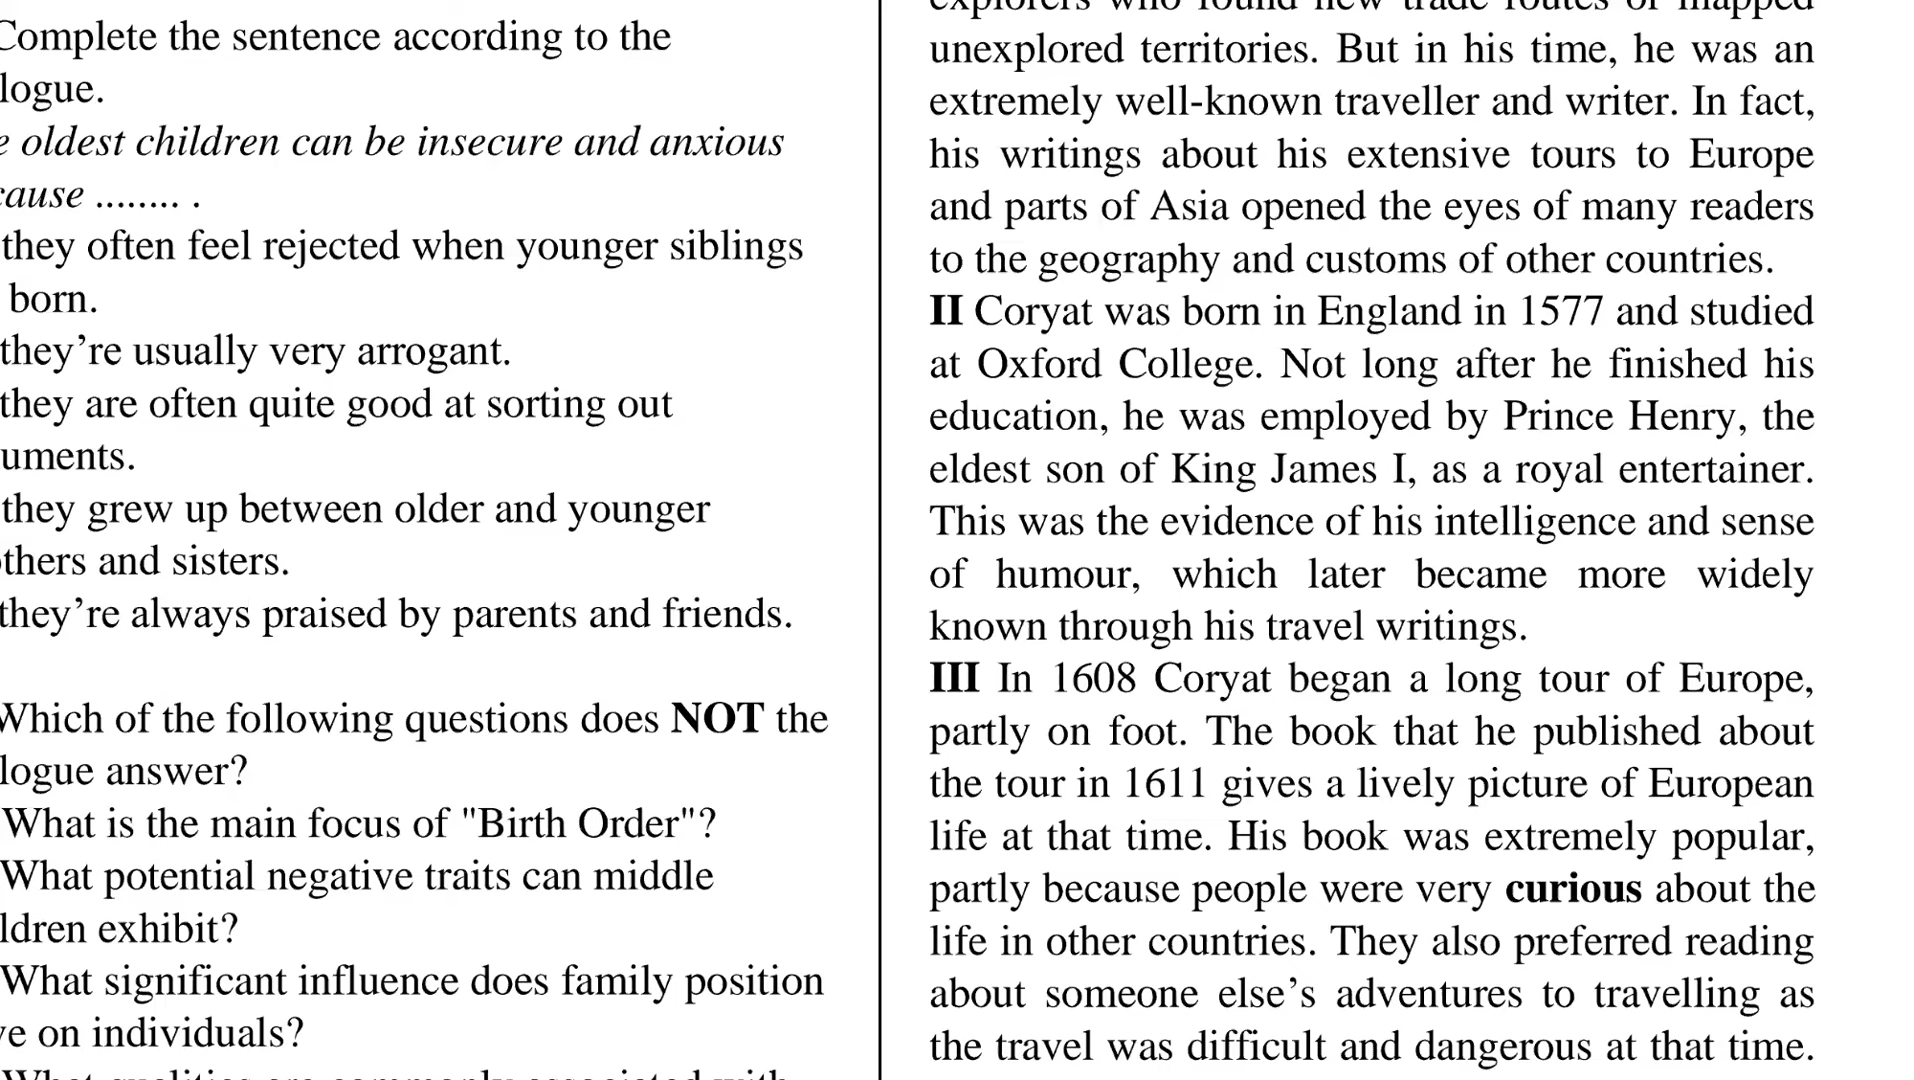 Complete the sentence according to the
logue.
e oldest children can be insecure and anxious
cause ........ .
they often feel rejected when younger siblings
born.
they’re usually very arrogant.
they are often quite good at sorting out
uments.
they grew up between older and younger
others and sisters.
they’re always praised by parents and friends.
Which of the following questions does NOT the
logue answer?
What is the main focus of "Birth Order"?
What potential negative traits can middle
ldren exhibit?
What significant influence does family position
ve on individuals?
What qualities are commonly associated with
explorers who found new trade routes or mapped
unexplored territories. But in his time, he was an
extremely well-known traveller and writer. In fact,
his writings about his extensive tours to Europe
and parts of Asia opened the eyes of many readers
to the geography and customs of other countries.
II Coryat was born in England in 1577 and studied
at Oxford College. Not long after he finished his
education, he was employed by Prince Henry, the
eldest son of King James I, as a royal entertainer.
This was the evidence of his intelligence and sense
of humour, which later became more widely
known through his travel writings.
III In 1608 Coryat began a long tour of Europe,
partly on foot. The book that he published about
the tour in 1611 gives a lively picture of European
life at that time. His book was extremely popular,
partly because people were very curious about the
life in other countries. They also preferred reading
about someone else’s adventures to travelling as
the travel was difficult and dangerous at that time.